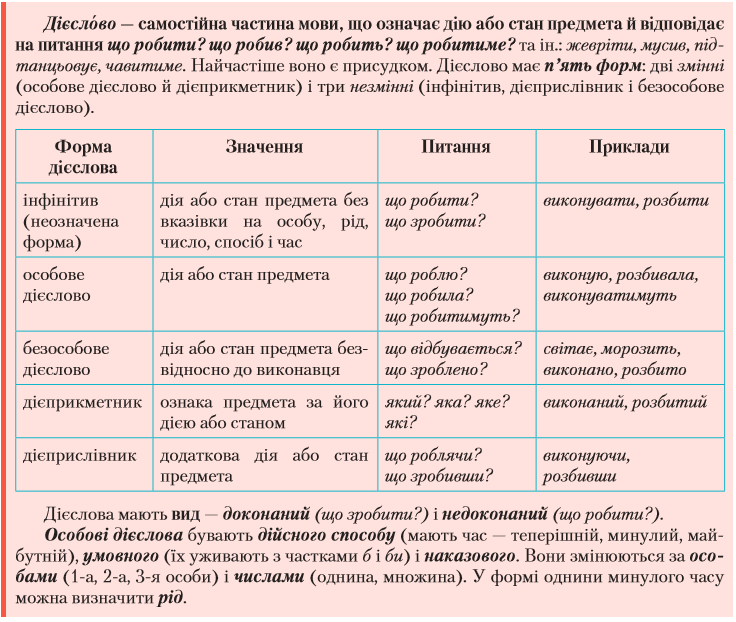 Дієсло́во — самостійна частина мови, що означає дію або стан предмета й відповідає
на питання що робити? що робив? що робить? що робитиме? та ін.: жевріти, мусив, під-
танцьовує, чавитиме. Найчастіше воно є присудком. Дієслово має п’ять форм: дві змінні
(особове дієслово й дієприкметник) і три незмінні (інфінітив, дієприслівник і безособове
дієслово).
Форма
дієслова
Значення
Питання
Приклади
інфінітив
(неозначена
форма)
дія або стан предмета без
вказівки на особу, рід,
число, спосіб і час
що робити?
що зробити?
виконувати, розбити
особове
дієслово
дія або стан предмета
що роблю?
що робила?
що робитимуть?
виконую, розбивала,
виконуватимуть
безособове
дієслово
дія або стан предмета без-
відносно до виконавця
що відбувається?
що зроблено?
світає, морозить,
виконано, розбито
дієприкметник
ознака предмета за його
дією або станом
який? яка? яке?
які?
виконаний, розбитий
дієприслівник
додаткова дія або стан
предмета
що роблячи?
що зробивши?
виконуючи,
розбивши
Дієслова мають вид — доконаний (що зробити?) і недоконаний (що робити?).
Особові дієслова бувають дійсного способу (мають час — теперішній, минулий, май-
бутній), умовного (їх уживають з частками б і би) і наказового. Вони змінюються за осо-
бами (1-а, 2-а, 3-я особи) і числами (однина, множина). У формі однини минулого часу
можна визначити рід.